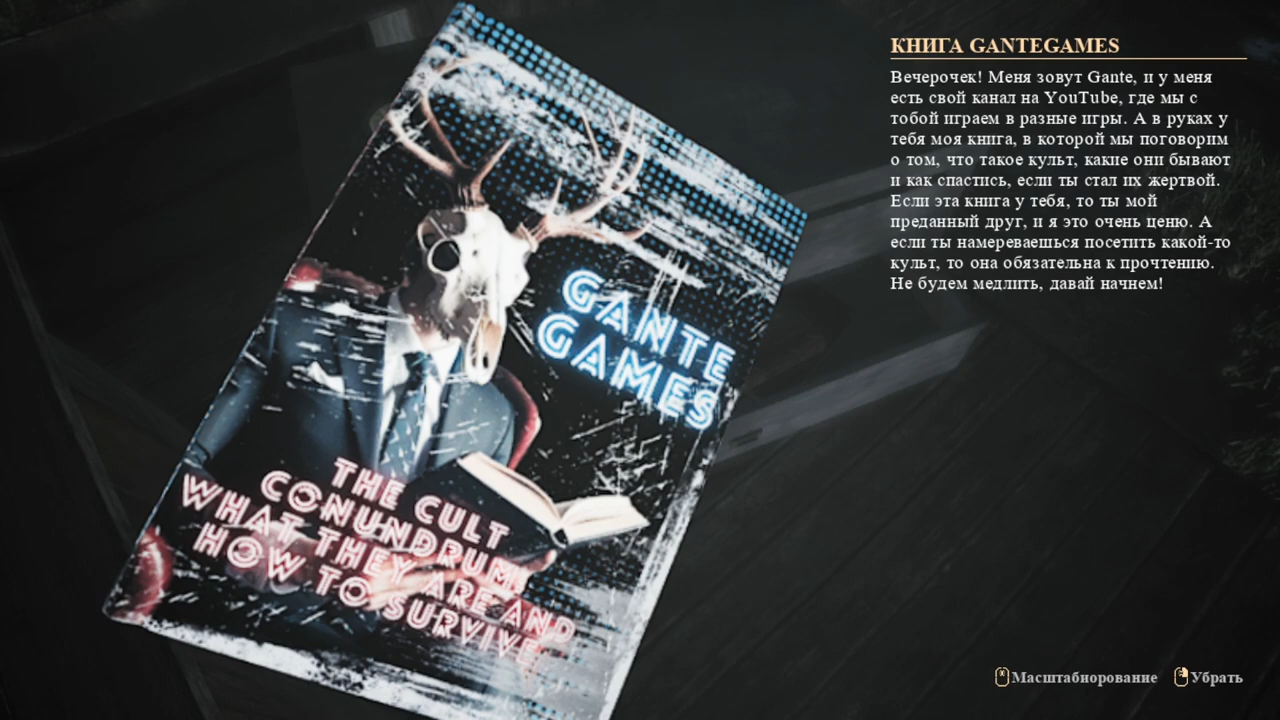 КНИГА GANTEGAMES
Вечерочек! Меня зовут Gante, и у меня
есть свой канал на YouTube, где мы с
тобой играем в разные игры. А в руках у
тебя моя книга, в которой мы поговорим
о том, что такое культ, какие они бывают
и как спастись, если ты стал их жертвой.
Если эта книга у тебя, то ты мой
преданный друг, и я это очень ценю. А
если ты намереваешься посетить какой-то
культ, то она обязательна к прочтению.
Не будем медлить, давай начнем!
GANTE
GAMES
THE CULT
CONUNDRUM:
WHAT THEY ARE AND
HOW TO SURVIVE
Масштабиорование
Убрать